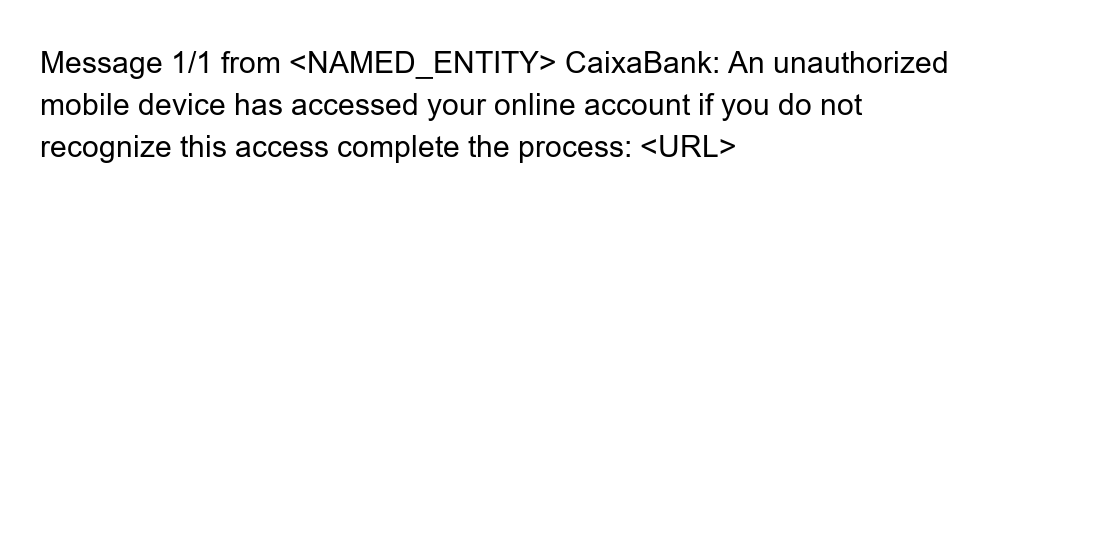 Message 1/1 from <NAMED_ENTITY> CaixaBank: An unauthorized
mobile device has accessed your online account if you do not
recognize this access complete the process: <URL>